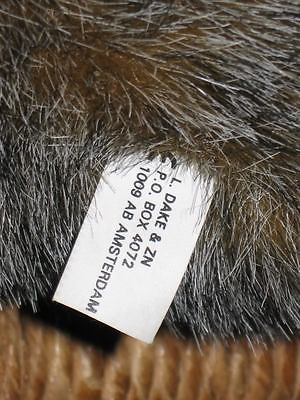 L. DAKE & ZN
P.O. BOX 4072
1009 AB AMSTERDAM